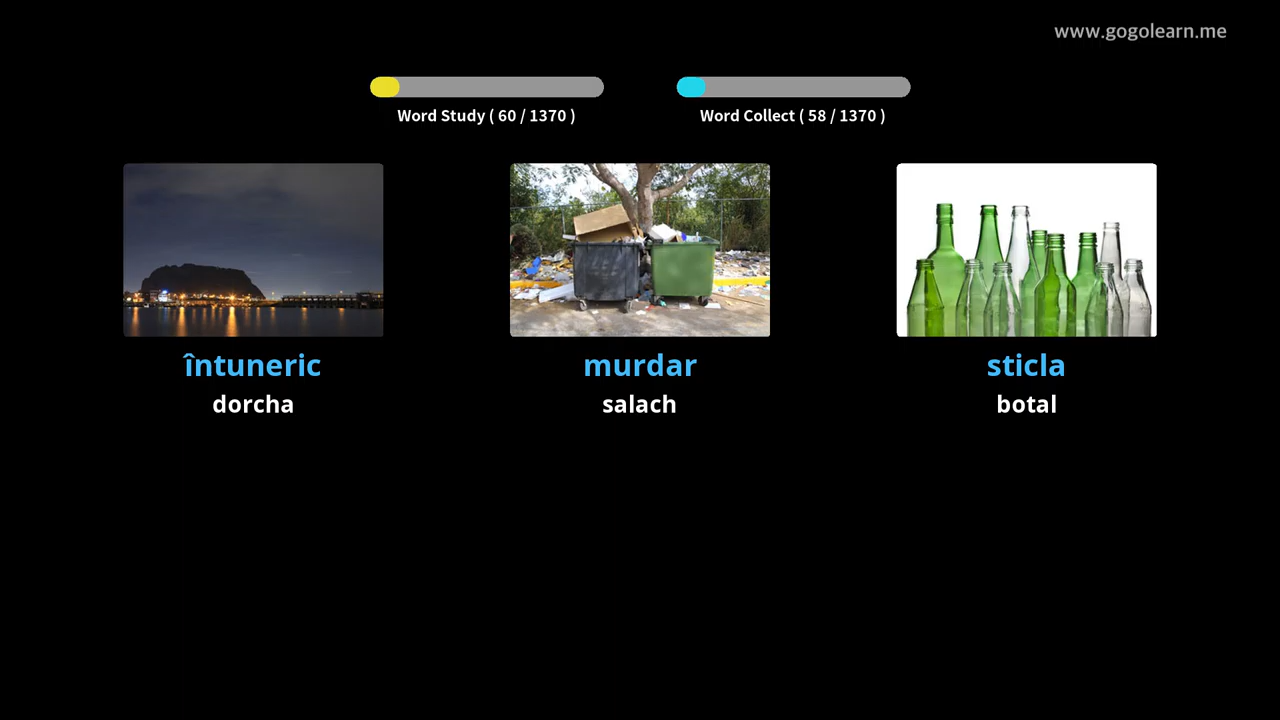 www.gogolearn.me
Word Study ( 60 / 1370 )
Word Collect ( 58 / 1370 )
întuneric
murdar
sticla
dorcha
salach
botal